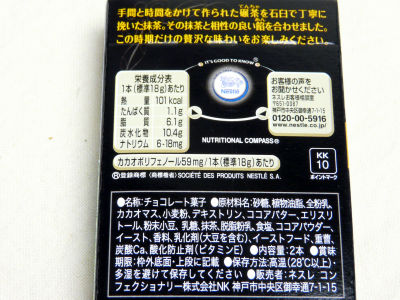 手間と時間をかけて作られた碾茶を石臼で丁寧に
挽いた抹茶。その抹茶と相性の良い餡を合わせました。
この時期だけの贅沢な味わいをお楽しみください。
IT'S GOOD TO KNOW
栄養成分表
1本(標準18g)あたり
熱量 101kcal
たんぱく質 1.1g
脂質 6.1g
炭水化物 10.4g
ナトリウム 6-18mg
お客様の声を
お聞かせください
ネスレお客様相談室
〒651-0087
神戸市中央区御幸通7-1-15
0120-00-5916
www.nestle.co.jp
NUTRITIONAL COMPASS®
カカオポリフェノール59mg/1本(標準18g)あたり
®登録商標(商標権者) SOCIÉTÉ DES PRODUITS NESTLÉ S.A.
KK
10
ポイントマーク
●名称:チョコレート菓子 ●原材料名:砂糖、植物油脂、全粉乳、
カカオマス、小麦粉、デキストリン、ココアバター、エリスリ
トール、粉末小豆、乳糖、抹茶、脱脂粉乳、食塩、ココアパウダー、
イースト、香料、乳化剤(大豆を含む)、イーストフード、重曹、
炭酸Ca、酸化防止剤(ビタミンE) ●内容量:2本 ●賞味
期限:枠外底面・上段に記載 ●保存方法:高温(28℃以上)・
多湿を避けて保存してください ●販売者:ネスレ コン
フェクショナリー株式会社NK 神戸市中央区御幸通7-1-15